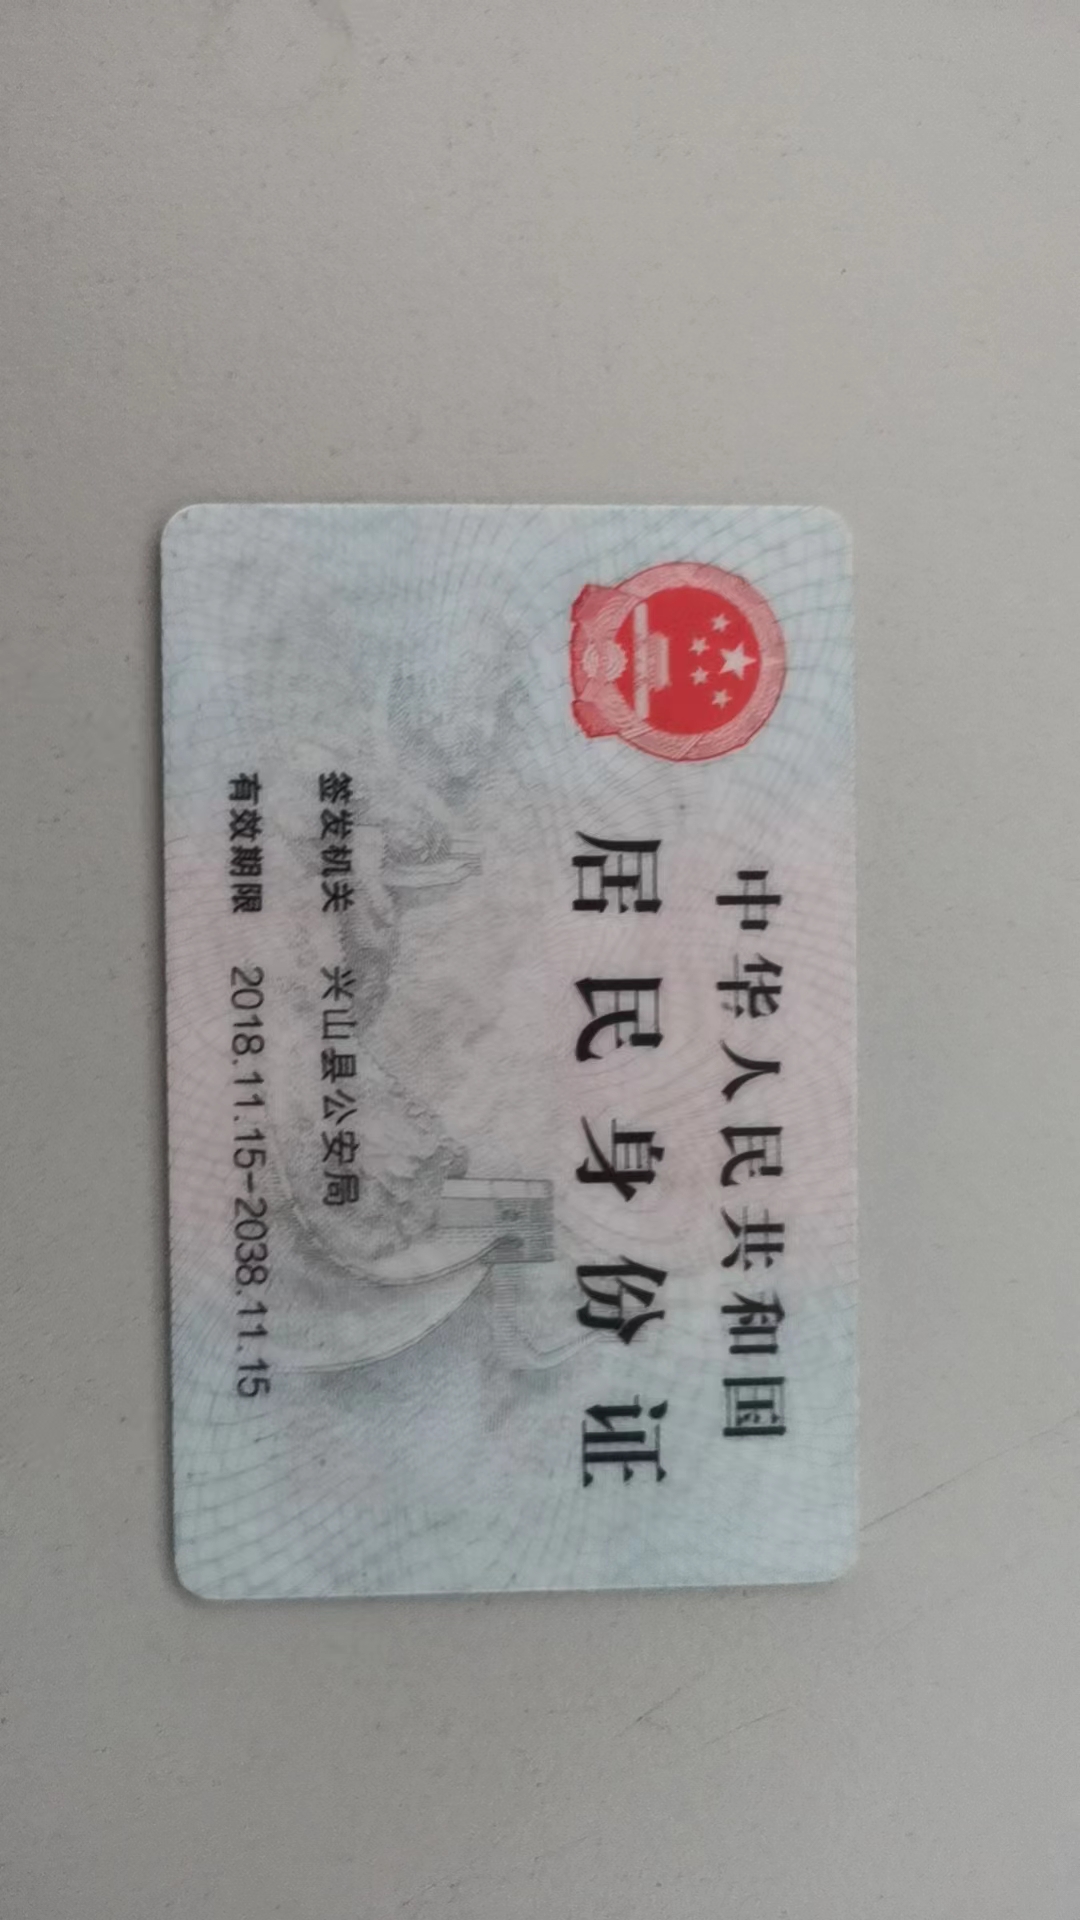 中华人民共和国
居民身份证
签发机关 兴山县公安局
有效期限 2018.11.15-2038.11.15